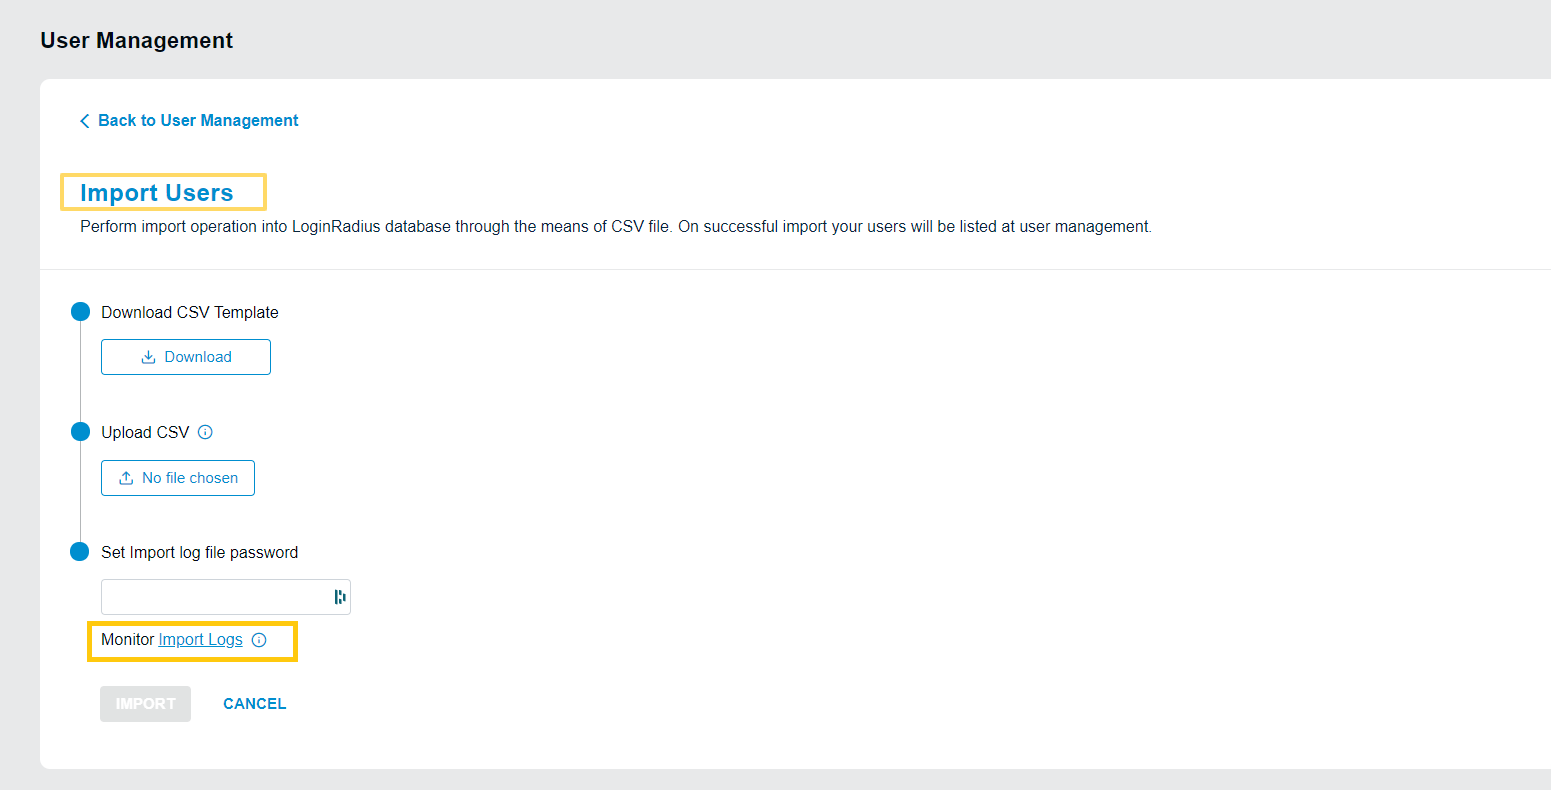 User Management
Back to User Management
Import Users
Perform import operation into LoginRadius database through the means of CSV file. On successful import your users will be listed at user management.
Download CSV Template
Download
Upload CSV
No file chosen
Set Import log file password
Monitor Import Logs
IMPORT CANCEL